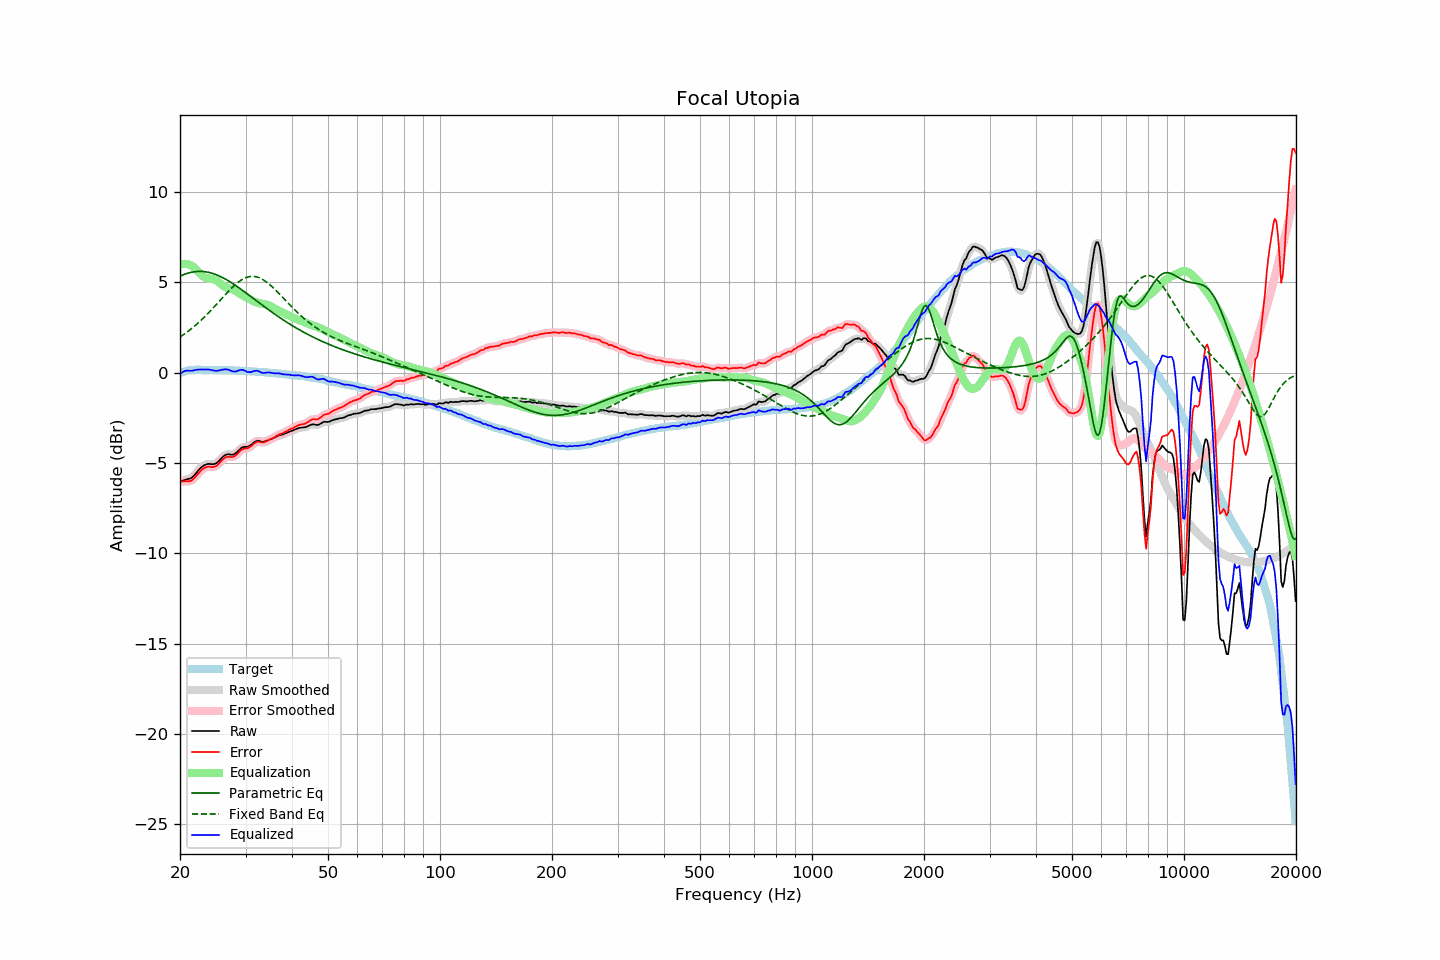 Focal Utopia
10
5
0
−5
−10
−15
−20
−25
Amplitude (dBr)
Target
Raw Smoothed
Error Smoothed
Raw
Error
Equalization
Parametric Eq
Fixed Band Eq
Equalized
20 50 100 200 500 1000 2000 5000 10000 20000
Frequency (Hz)